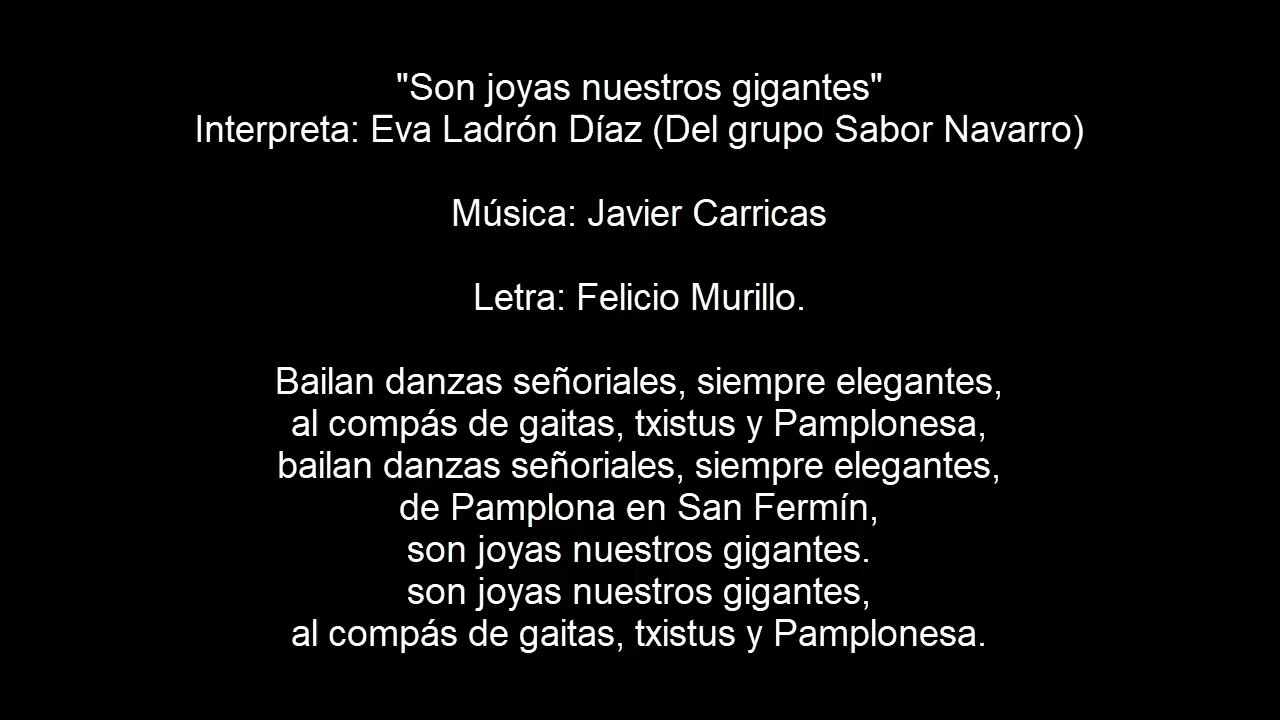 "Son joyas nuestros gigantes"
Interpreta: Eva Ladrón Díaz (Del grupo Sabor Navarro)
Música: Javier Carricas
Letra: Felicio Murillo.
Bailan danzas señoriales, siempre elegantes,
al compás de gaitas, txistus y Pamplonesa,
bailan danzas señoriales, siempre elegantes,
de Pamplona en San Fermín,
son joyas nuestros gigantes.
son joyas nuestros gigantes,
al compás de gaitas, txistus y Pamplonesa.